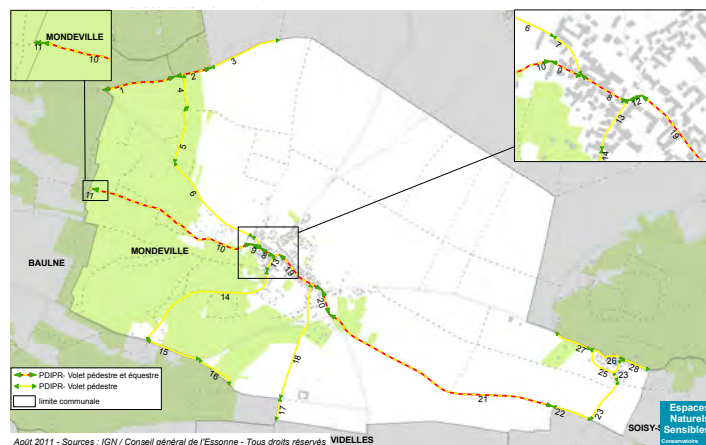 MONDEVILLE
11
10
6
7
10
9
8
12
13
14
19
3
2
1
4
5
6
11
MONDEVILLE
10
9
8
12
13
19
BAULNE
20
14
18
15
16
27
26
28
25
23
21
22
23
17
PDIPR- Volet pédestre et équestre
PDIPR- Volet pédestre
limite communale
Espaces
Naturels
Sensibles
Conservatoire
SOISY-S
VIDELLES
Août 2011 - Sources : IGN / Conseil général de l'Essonne - Tous droits réservés